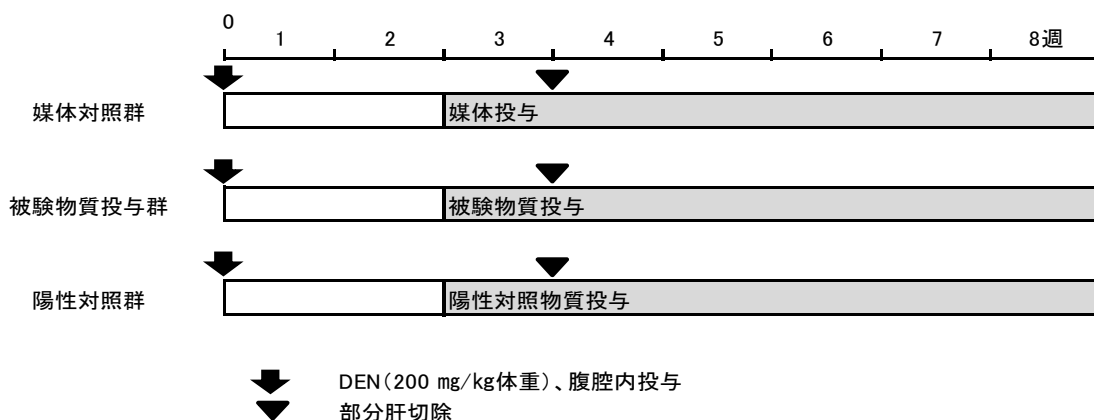 0
1 2 3 4 5 6 7 8週
媒体対照群
媒体投与
被験物質投与群
被験物質投与
陽性対照群
陽性対照物質投与
DEN(200 mg/kg体重)、腹腔内投与
部分肝切除